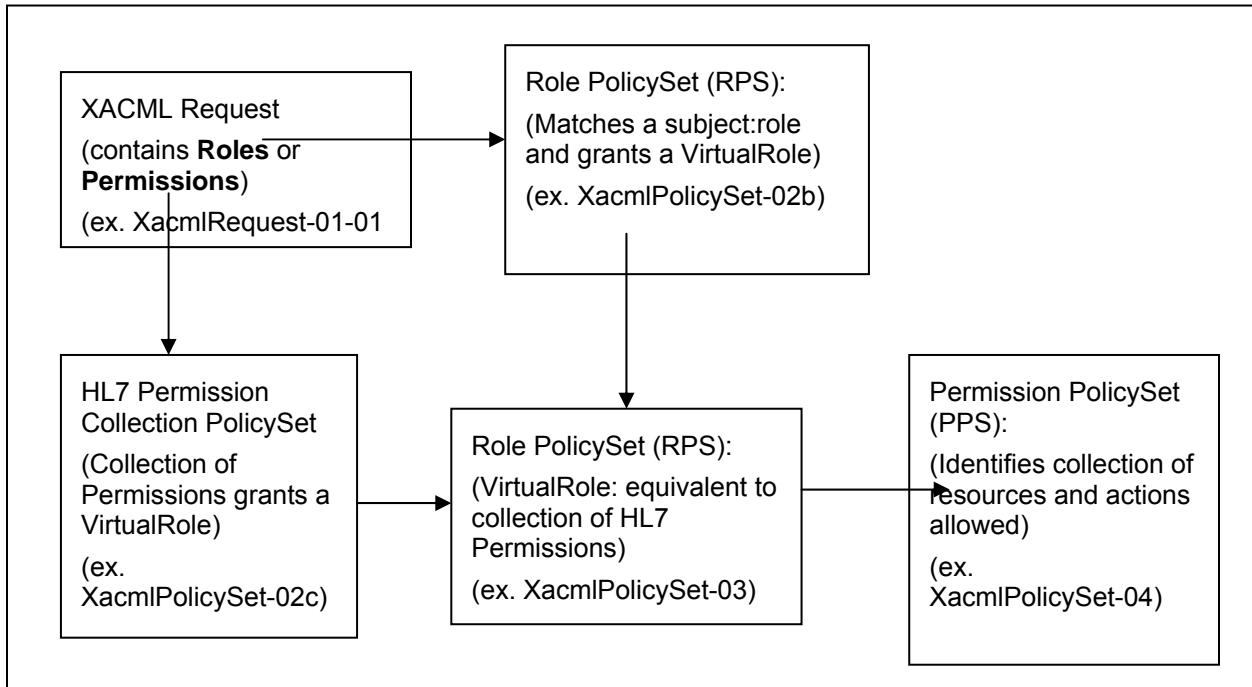 XACML Request
(contains Roles or
Permissions)
(ex. XacmlRequest-01-01
Role PolicySet (RPS):
(Matches a subject:role
and grants a VirtualRole)
(ex. XacmlPolicySet-02b)
HL7 Permission
Collection PolicySet
(Collection of
Permissions grants a
VirtualRole)
(ex.
XacmlPolicySet-02c)
Role PolicySet (RPS):
(VirtualRole: equivalent to
collection of HL7
Permissions)
(ex. XacmlPolicySet-03)
Permission PolicySet
(PPS):
(Identifies collection of
resources and actions
allowed)
(ex.
XacmlPolicySet-04)